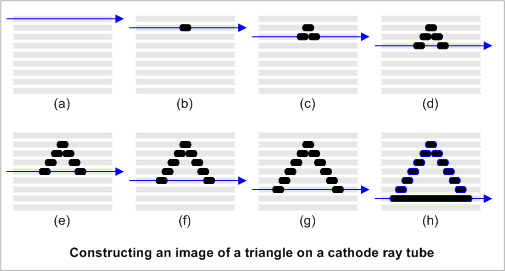 (a) (b) (c) (d)
(e) (f) (g) (h)
Constructing an image of a triangle on a cathode ray tube